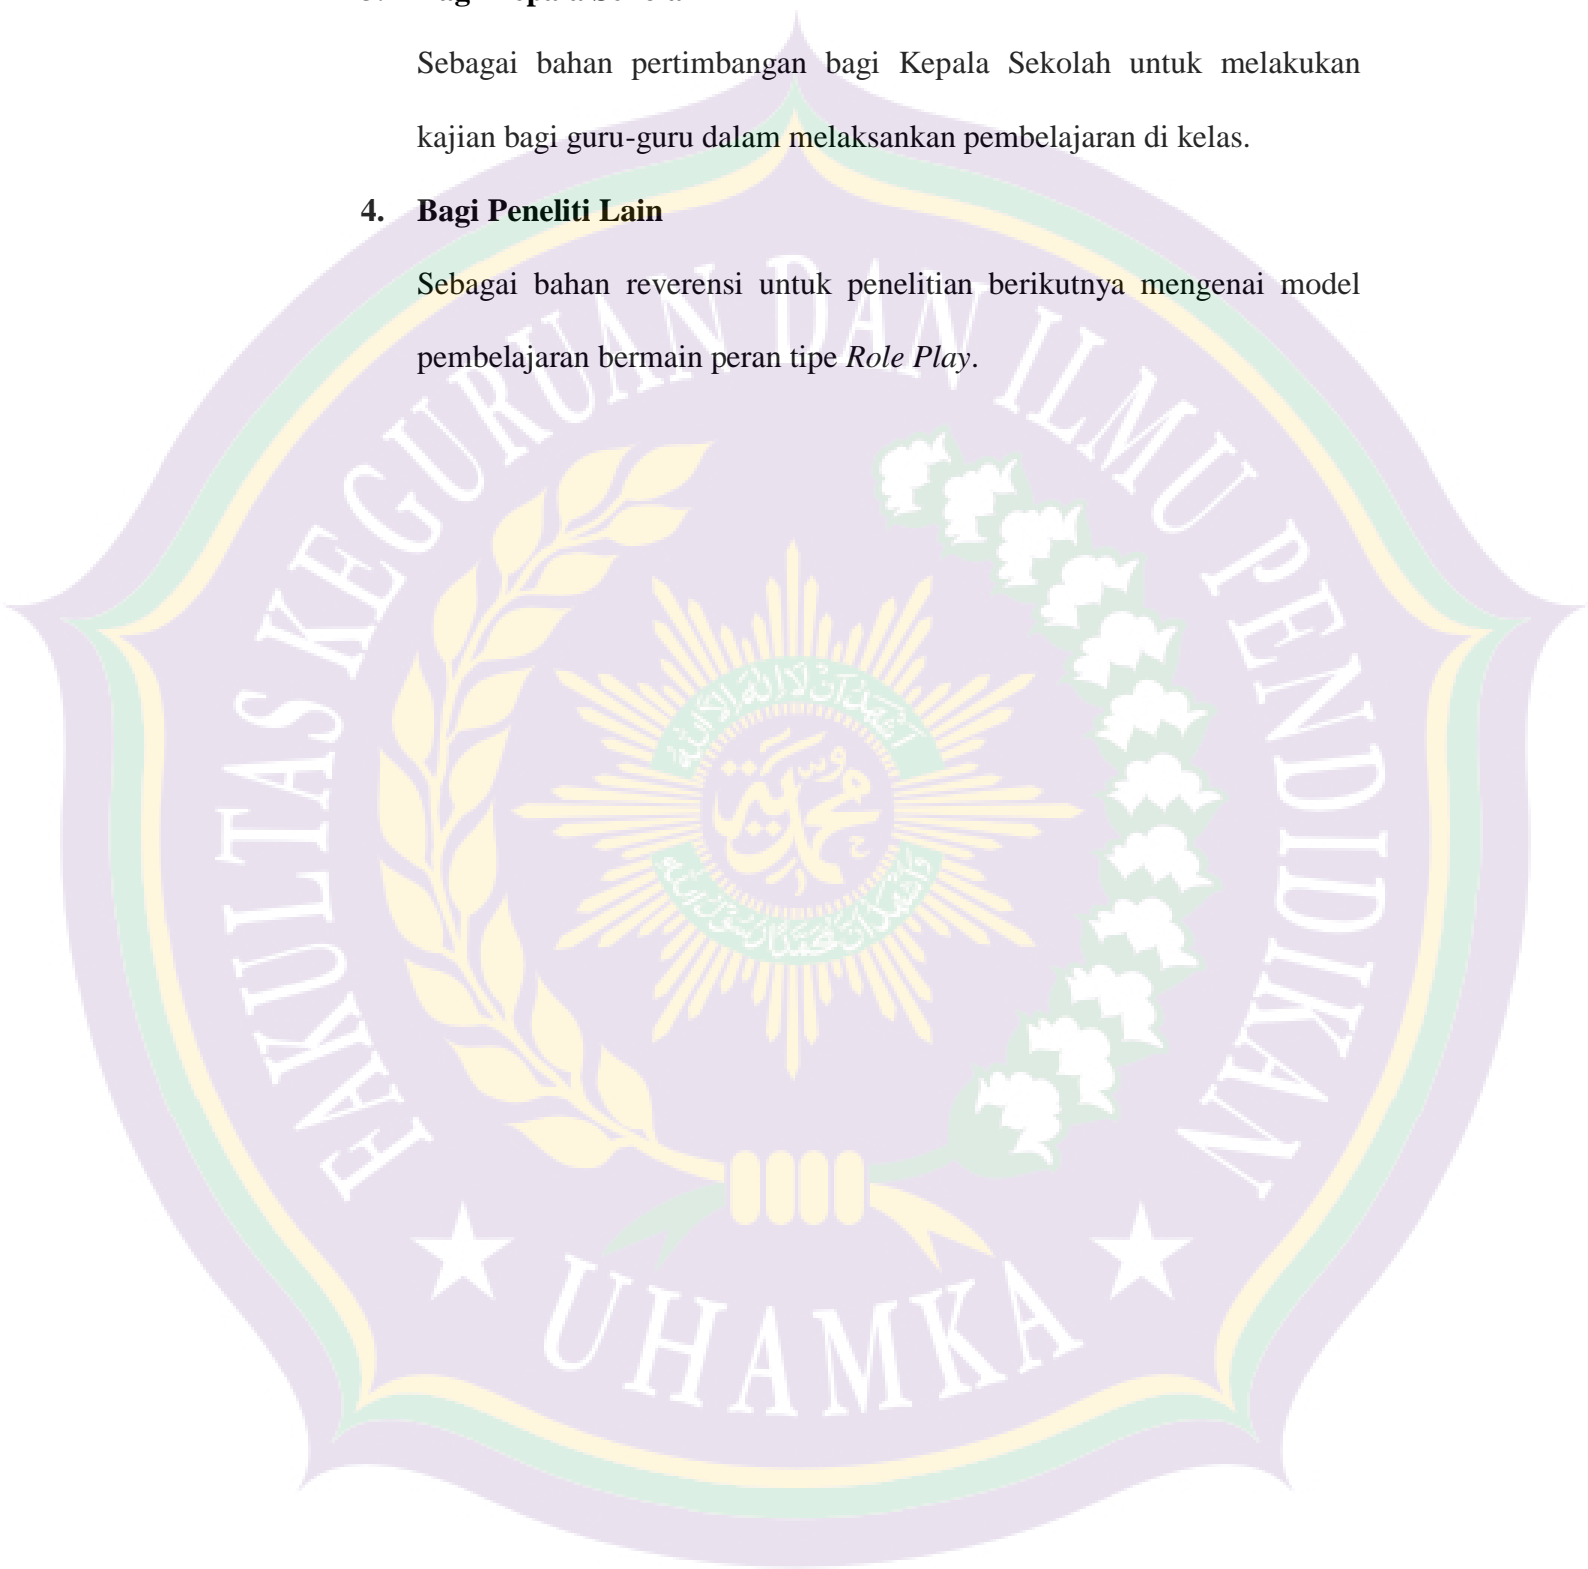 Sebagai bahan pertimbangan bagi Kepala Sekolah untuk melakukan
kajian bagi guru-guru dalam melaksankan pembelajaran di kelas.
4. Bagi Peneliti Lain
Sebagai bahan reverensi untuk penelitian berikutnya mengenai model
pembelajaran bermain peran tipe Role Play.
FAKULTAS KEGURUAN DAN ILMU PENDIDIKAN
UHAMKA